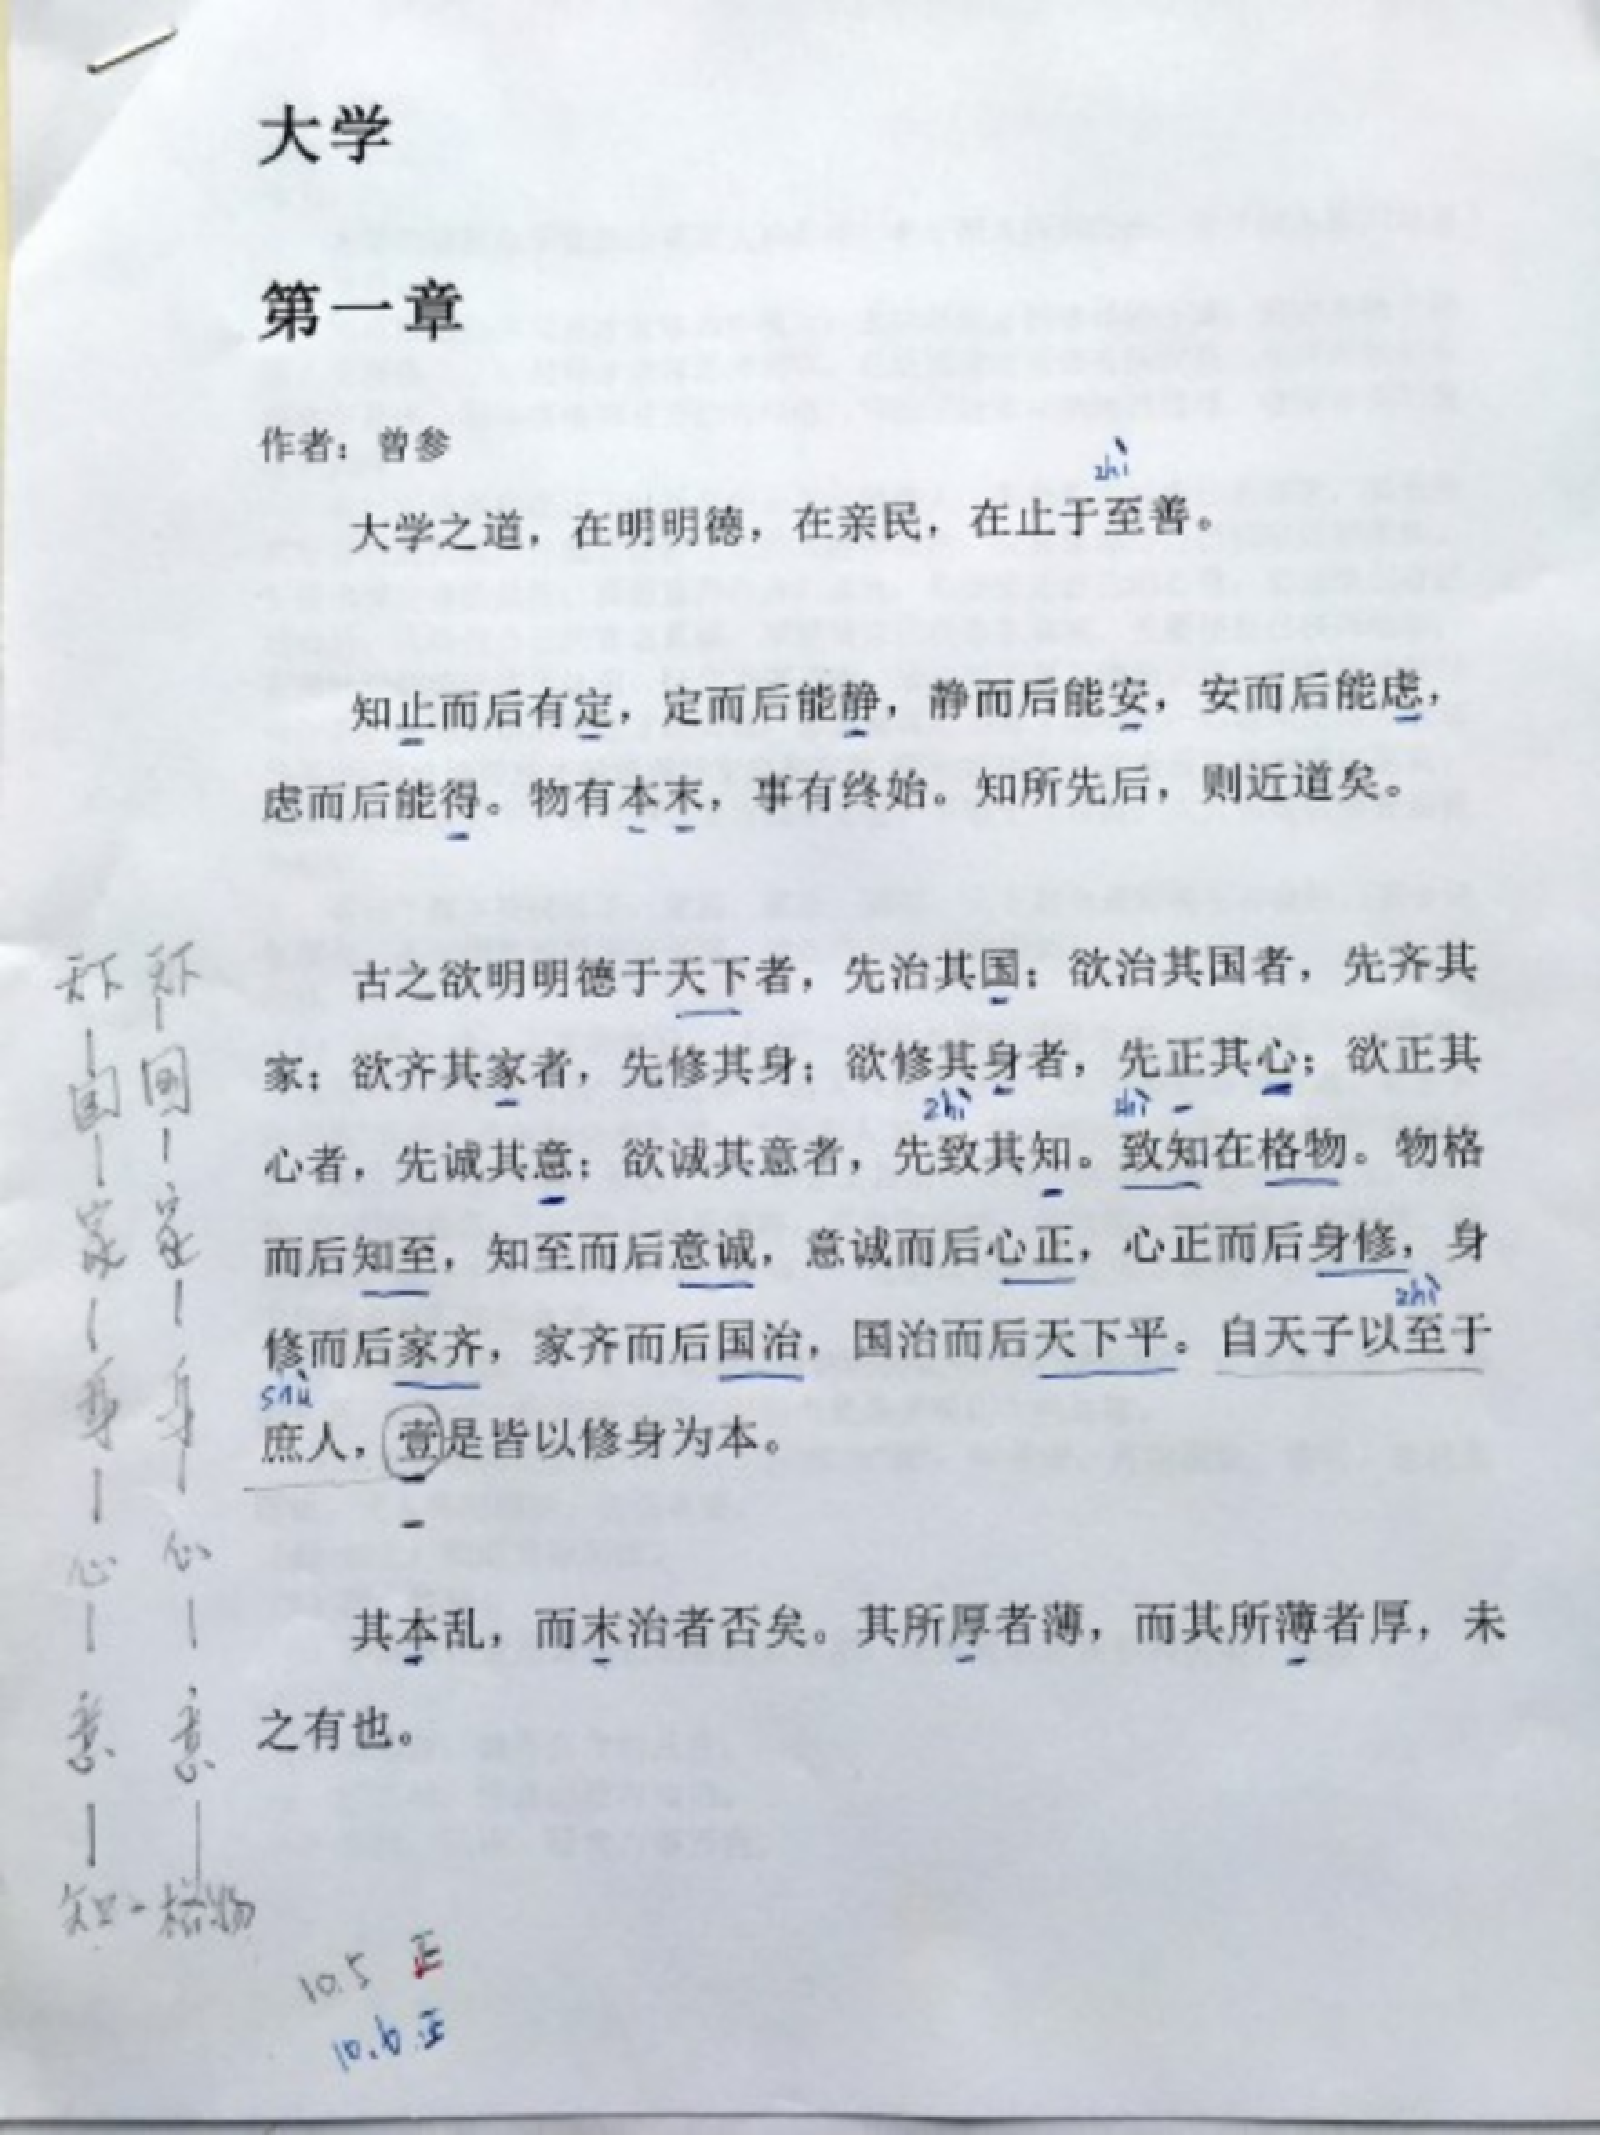 大学
第一章
作者：曾参
zhì
大学之道，在明明德，在亲民，在止于至善。
知止而后有定，定而后能静，静而后能安，安而后能虑，
虑而后能得。物有本末，事有终始。知所先后，则近道矣。
古之欲明明德于天下者，先治其国；欲治其国者，先齐其
家；欲齐其家者，先修其身；欲修其身者，先正其心；欲正其
zhì zhì
心者，先诚其意；欲诚其意者，先致其知。致知在格物。物格
而后知至，知至而后意诚，意诚而后心正，心正而后身修，身
zhì
修而后家齐，家齐而后国治，国治而后天下平。自天子以至于
shù
庶人，壹是皆以修身为本。
其本乱，而末治者否矣。其所厚者薄，而其所薄者厚，未
之有也。
天下—国—家—身—心—意—知-格物
天下—国—家—身—心—意—
10.5 正
10.6.正